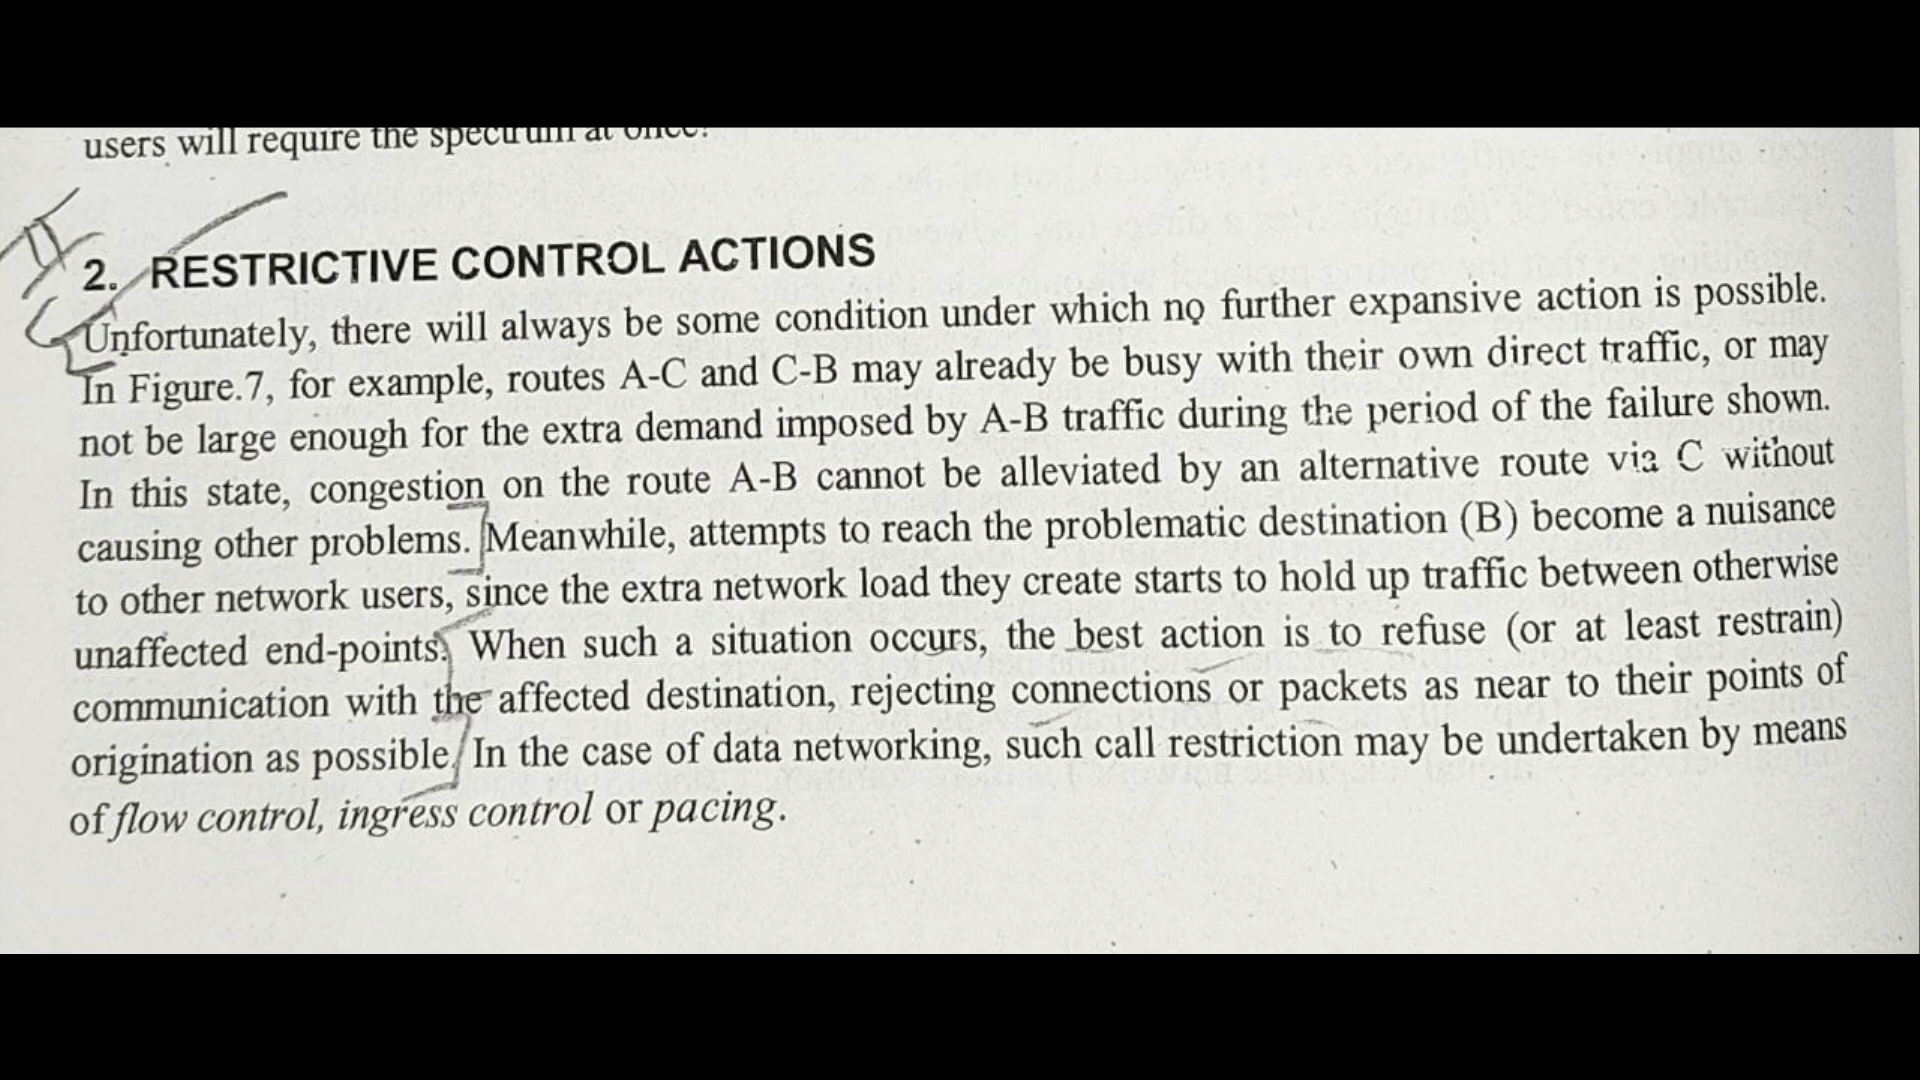 users will require the spectrum at once.
2. RESTRICTIVE CONTROL ACTIONS
Unfortunately, there will always be some condition under which no further expansive action is possible.
In Figure.7, for example, routes A-C and C-B may already be busy with their own direct traffic, or may
not be large enough for the extra demand imposed by A-B traffic during the period of the failure shown.
In this state, congestion on the route A-B cannot be alleviated by an alternative route via C without
causing other problems. Meanwhile, attempts to reach the problematic destination (B) become a nuisance
to other network users, since the extra network load they create starts to hold up traffic between otherwise
unaffected end-points. When such a situation occurs, the best action is to refuse (or at least restrain)
communication with the affected destination, rejecting connections or packets as near to their points of
origination as possible. In the case of data networking, such call restriction may be undertaken by means
of flow control, ingress control or pacing.